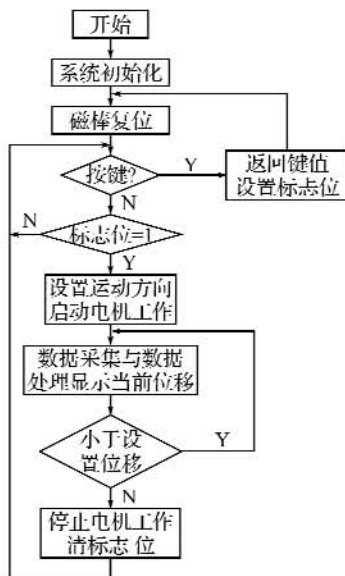 开始
系统初始化
磁棒复位
按键?
Y
返回键值
设置标志位
N
N
标志位=1
Y
设置运动方向
启动电机工作
数据采集与数据
处理显示当前位移
小于设
置位移
Y
N
停止电机工作
清标志 位